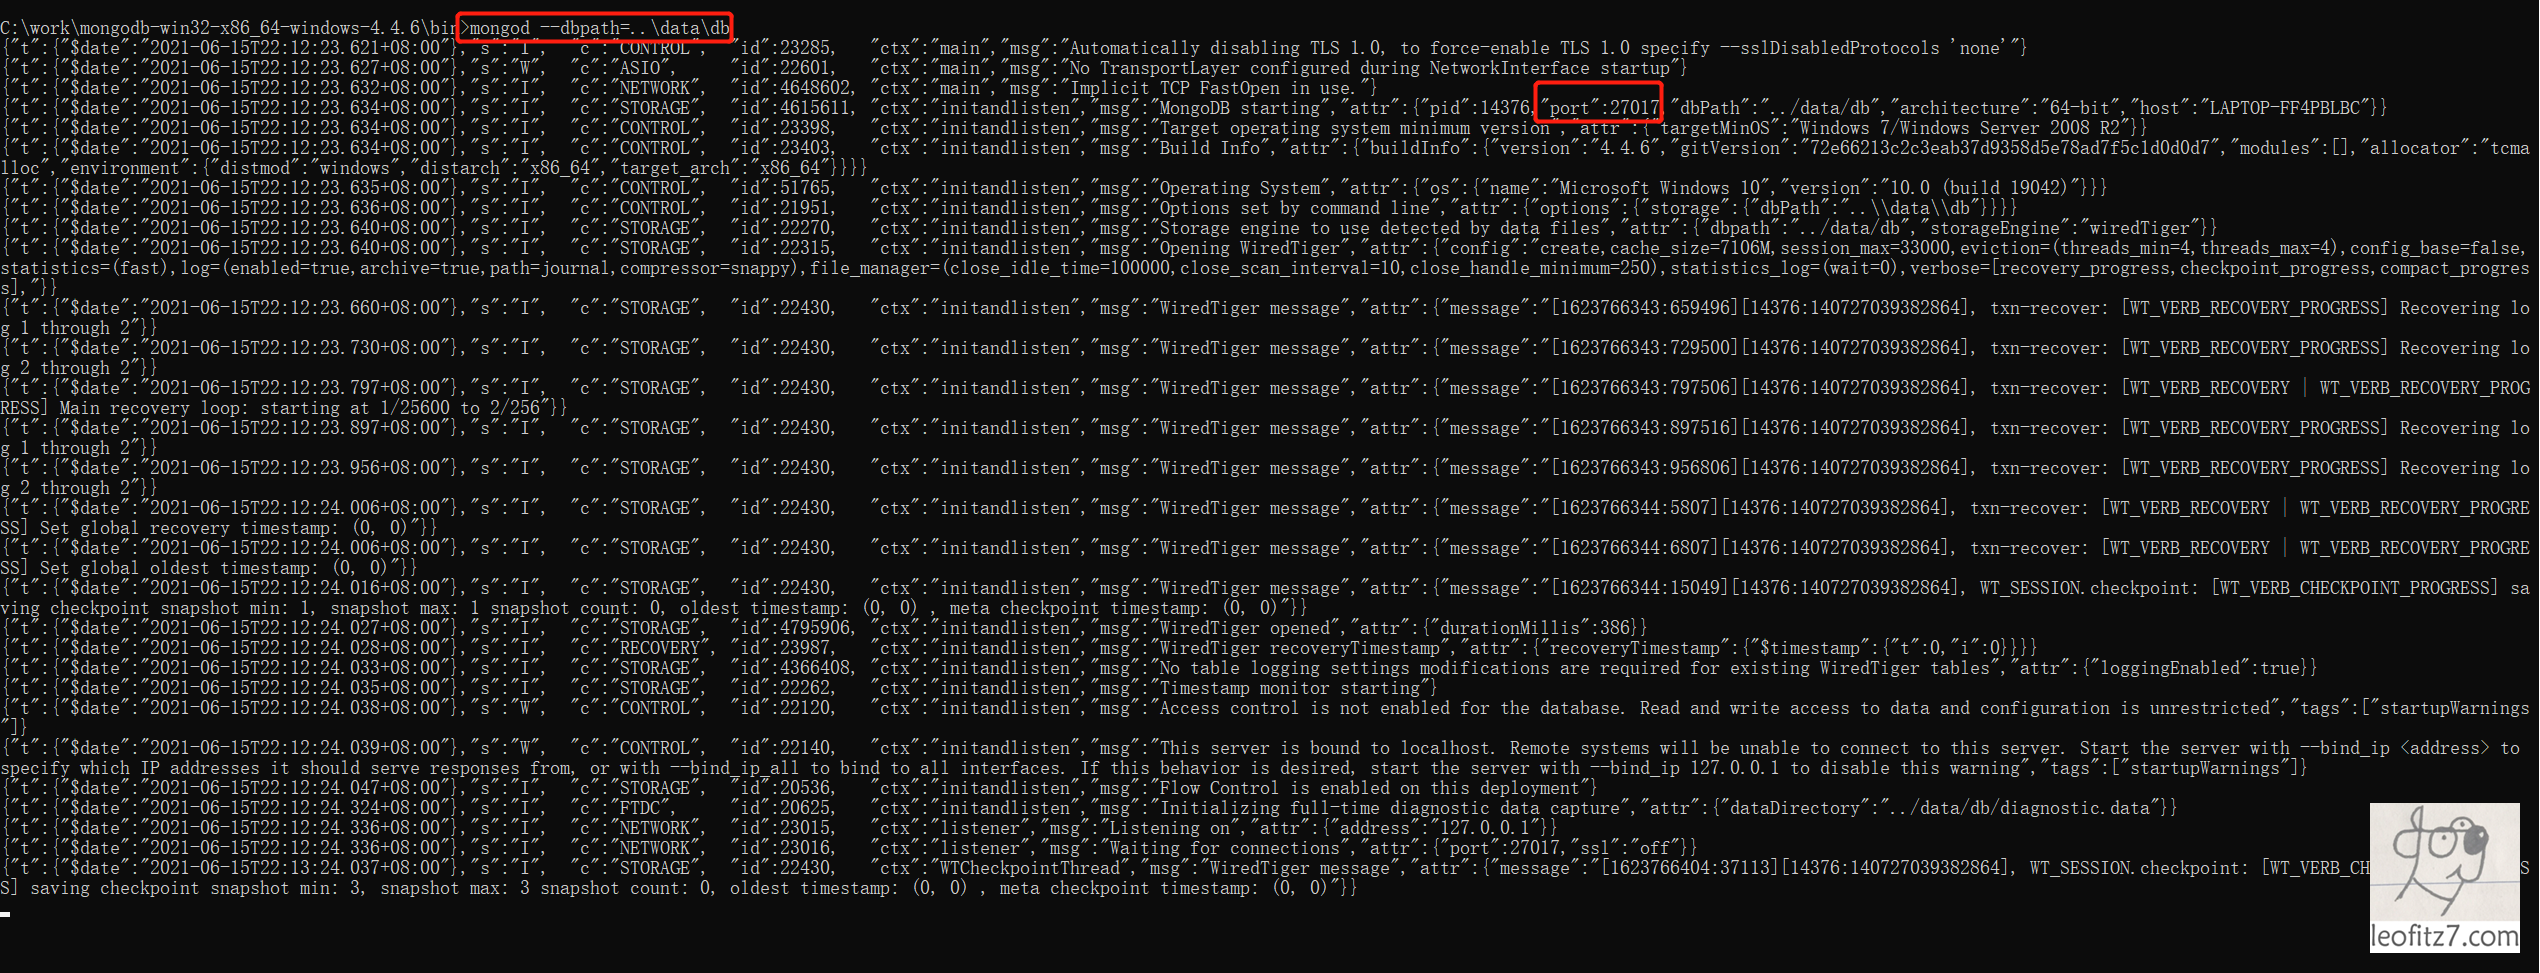 C:\work\mongodb-win32-x86_64-windows-4.4.6\bin>mongod --dbpath=..\data\db
{"t":{"$date":"2021-06-15T22:12:23.621+08:00"},"s":"I",  "c":"CONTROL",  "id":23285,   "ctx":"main","msg":"Automatically disabling TLS 1.0, to force-enable TLS 1.0 specify --sslDisabledProtocols 'none'"}
{"t":{"$date":"2021-06-15T22:12:23.627+08:00"},"s":"W",  "c":"ASIO",     "id":22601,   "ctx":"main","msg":"No TransportLayer configured during NetworkInterface startup"}
{"t":{"$date":"2021-06-15T22:12:23.632+08:00"},"s":"I",  "c":"NETWORK",  "id":4648602, "ctx":"main","msg":"Implicit TCP FastOpen in use."}
{"t":{"$date":"2021-06-15T22:12:23.634+08:00"},"s":"I",  "c":"STORAGE",  "id":4615611, "ctx":"initandlisten","msg":"MongoDB starting","attr":{"pid":14376,"port":27017,"dbPath":"../data/db","architecture":"64-bit","host":"LAPTOP-FF4PBLBC"}}
{"t":{"$date":"2021-06-15T22:12:23.634+08:00"},"s":"I",  "c":"CONTROL",  "id":23398,   "ctx":"initandlisten","msg":"Target operating system minimum version","attr":{"targetMinOS":"Windows 7/Windows Server 2008 R2"}}
{"t":{"$date":"2021-06-15T22:12:23.634+08:00"},"s":"I",  "c":"CONTROL",  "id":23403,   "ctx":"initandlisten","msg":"Build Info","attr":{"buildInfo":{"version":"4.4.6","gitVersion":"72e66213c2c3eab37d9358d5e78ad7f5c1d0d0d7","modules":[],"allocator":"tcma
lloc","environment":{"distmod":"windows","distarch":"x86_64","target_arch":"x86_64"}}}}
{"t":{"$date":"2021-06-15T22:12:23.635+08:00"},"s":"I",  "c":"CONTROL",  "id":51765,   "ctx":"initandlisten","msg":"Operating System","attr":{"os":{"name":"Microsoft Windows 10","version":"10.0 (build 19042)"}}}
{"t":{"$date":"2021-06-15T22:12:23.636+08:00"},"s":"I",  "c":"CONTROL",  "id":21951,   "ctx":"initandlisten","msg":"Options set by command line","attr":{"options":{"storage":{"dbPath":"..\\data\\db"}}}}
{"t":{"$date":"2021-06-15T22:12:23.640+08:00"},"s":"I",  "c":"STORAGE",  "id":22270,   "ctx":"initandlisten","msg":"Storage engine to use detected by data files","attr":{"dbpath":"../data/db","storageEngine":"wiredTiger"}}
{"t":{"$date":"2021-06-15T22:12:23.640+08:00"},"s":"I",  "c":"STORAGE",  "id":22315,   "ctx":"initandlisten","msg":"Opening WiredTiger","attr":{"config":"create,cache_size=7106M,session_max=33000,eviction=(threads_min=4,threads_max=4),config_base=false,
statistics=(fast),log=(enabled=true,archive=true,path=journal,compressor=snappy),file_manager=(close_idle_time=100000,close_scan_interval=10,close_handle_minimum=250),statistics_log=(wait=0),verbose=[recovery_progress,checkpoint_progress,compact_progres
s],"}}
{"t":{"$date":"2021-06-15T22:12:23.660+08:00"},"s":"I",  "c":"STORAGE",  "id":22430,   "ctx":"initandlisten","msg":"WiredTiger message","attr":{"message":"[1623766343:659496][14376:140727039382864], txn-recover: [WT_VERB_RECOVERY_PROGRESS] Recovering lo
g 1 through 2"}}
{"t":{"$date":"2021-06-15T22:12:23.730+08:00"},"s":"I",  "c":"STORAGE",  "id":22430,   "ctx":"initandlisten","msg":"WiredTiger message","attr":{"message":"[1623766343:729500][14376:140727039382864], txn-recover: [WT_VERB_RECOVERY_PROGRESS] Recovering lo
g 2 through 2"}}
{"t":{"$date":"2021-06-15T22:12:23.797+08:00"},"s":"I",  "c":"STORAGE",  "id":22430,   "ctx":"initandlisten","msg":"WiredTiger message","attr":{"message":"[1623766343:797506][14376:140727039382864], txn-recover: [WT_VERB_RECOVERY | WT_VERB_RECOVERY_PROG
RESS] Main recovery loop: starting at 1/25600 to 2/256"}}
{"t":{"$date":"2021-06-15T22:12:23.897+08:00"},"s":"I",  "c":"STORAGE",  "id":22430,   "ctx":"initandlisten","msg":"WiredTiger message","attr":{"message":"[1623766343:897516][14376:140727039382864], txn-recover: [WT_VERB_RECOVERY_PROGRESS] Recovering lo
g 1 through 2"}}
{"t":{"$date":"2021-06-15T22:12:23.956+08:00"},"s":"I",  "c":"STORAGE",  "id":22430,   "ctx":"initandlisten","msg":"WiredTiger message","attr":{"message":"[1623766343:956806][14376:140727039382864], txn-recover: [WT_VERB_RECOVERY_PROGRESS] Recovering lo
g 2 through 2"}}
{"t":{"$date":"2021-06-15T22:12:24.006+08:00"},"s":"I",  "c":"STORAGE",  "id":22430,   "ctx":"initandlisten","msg":"WiredTiger message","attr":{"message":"[1623766344:5807][14376:140727039382864], txn-recover: [WT_VERB_RECOVERY | WT_VERB_RECOVERY_PROGRE
SS] Set global recovery timestamp: (0, 0)"}}
{"t":{"$date":"2021-06-15T22:12:24.006+08:00"},"s":"I",  "c":"STORAGE",  "id":22430,   "ctx":"initandlisten","msg":"WiredTiger message","attr":{"message":"[1623766344:6807][14376:140727039382864], txn-recover: [WT_VERB_RECOVERY | WT_VERB_RECOVERY_PROGRE
SS] Set global oldest timestamp: (0, 0)"}}
{"t":{"$date":"2021-06-15T22:12:24.016+08:00"},"s":"I",  "c":"STORAGE",  "id":22430,   "ctx":"initandlisten","msg":"WiredTiger message","attr":{"message":"[1623766344:15049][14376:140727039382864], WT_SESSION.checkpoint: [WT_VERB_CHECKPOINT_PROGRESS] sa
ving checkpoint snapshot min: 1, snapshot max: 1 snapshot count: 0, oldest timestamp: (0, 0) , meta checkpoint timestamp: (0, 0)"}}
{"t":{"$date":"2021-06-15T22:12:24.027+08:00"},"s":"I",  "c":"STORAGE",  "id":4795906, "ctx":"initandlisten","msg":"WiredTiger opened","attr":{"durationMillis":386}}
{"t":{"$date":"2021-06-15T22:12:24.028+08:00"},"s":"I",  "c":"RECOVERY", "id":23987,   "ctx":"initandlisten","msg":"WiredTiger recoveryTimestamp","attr":{"recoveryTimestamp":{"$timestamp":{"t":0,"i":0}}}}
{"t":{"$date":"2021-06-15T22:12:24.033+08:00"},"s":"I",  "c":"STORAGE",  "id":4366408, "ctx":"initandlisten","msg":"No table logging settings modifications are required for existing WiredTiger tables","attr":{"loggingEnabled":true}}
{"t":{"$date":"2021-06-15T22:12:24.035+08:00"},"s":"I",  "c":"STORAGE",  "id":22262,   "ctx":"initandlisten","msg":"Timestamp monitor starting"}
{"t":{"$date":"2021-06-15T22:12:24.038+08:00"},"s":"W",  "c":"CONTROL",  "id":22120,   "ctx":"initandlisten","msg":"Access control is not enabled for the database. Read and write access to data and configuration is unrestricted","tags":["startupWarnings
"]}
{"t":{"$date":"2021-06-15T22:12:24.039+08:00"},"s":"W",  "c":"CONTROL",  "id":22140,   "ctx":"initandlisten","msg":"This server is bound to localhost. Remote systems will be unable to connect to this server. Start the server with --bind_ip <address> to
specify which IP addresses it should serve responses from, or with --bind_ip_all to bind to all interfaces. If this behavior is desired, start the server with --bind_ip 127.0.0.1 to disable this warning","tags":["startupWarnings"]}
{"t":{"$date":"2021-06-15T22:12:24.047+08:00"},"s":"I",  "c":"STORAGE",  "id":20536,   "ctx":"initandlisten","msg":"Flow Control is enabled on this deployment"}
{"t":{"$date":"2021-06-15T22:12:24.324+08:00"},"s":"I",  "c":"FTDC",     "id":20625,   "ctx":"initandlisten","msg":"Initializing full-time diagnostic data capture","attr":{"dataDirectory":"../data/db/diagnostic.data"}}
{"t":{"$date":"2021-06-15T22:12:24.336+08:00"},"s":"I",  "c":"NETWORK",  "id":23015,   "ctx":"listener","msg":"Listening on","attr":{"address":"127.0.0.1"}}
{"t":{"$date":"2021-06-15T22:12:24.336+08:00"},"s":"I",  "c":"NETWORK",  "id":23016,   "ctx":"listener","msg":"Waiting for connections","attr":{"port":27017,"ssl":"off"}}
{"t":{"$date":"2021-06-15T22:13:24.037+08:00"},"s":"I",  "c":"STORAGE",  "id":22430,   "ctx":"WTCheckpointThread","msg":"WiredTiger message","attr":{"message":"[1623766404:37113][14376:140727039382864], WT_SESSION.checkpoint: [WT_VERB_CH
S] saving checkpoint snapshot min: 3, snapshot max: 3 snapshot count: 0, oldest timestamp: (0, 0) , meta checkpoint timestamp: (0, 0)"}}
leofitz7.com